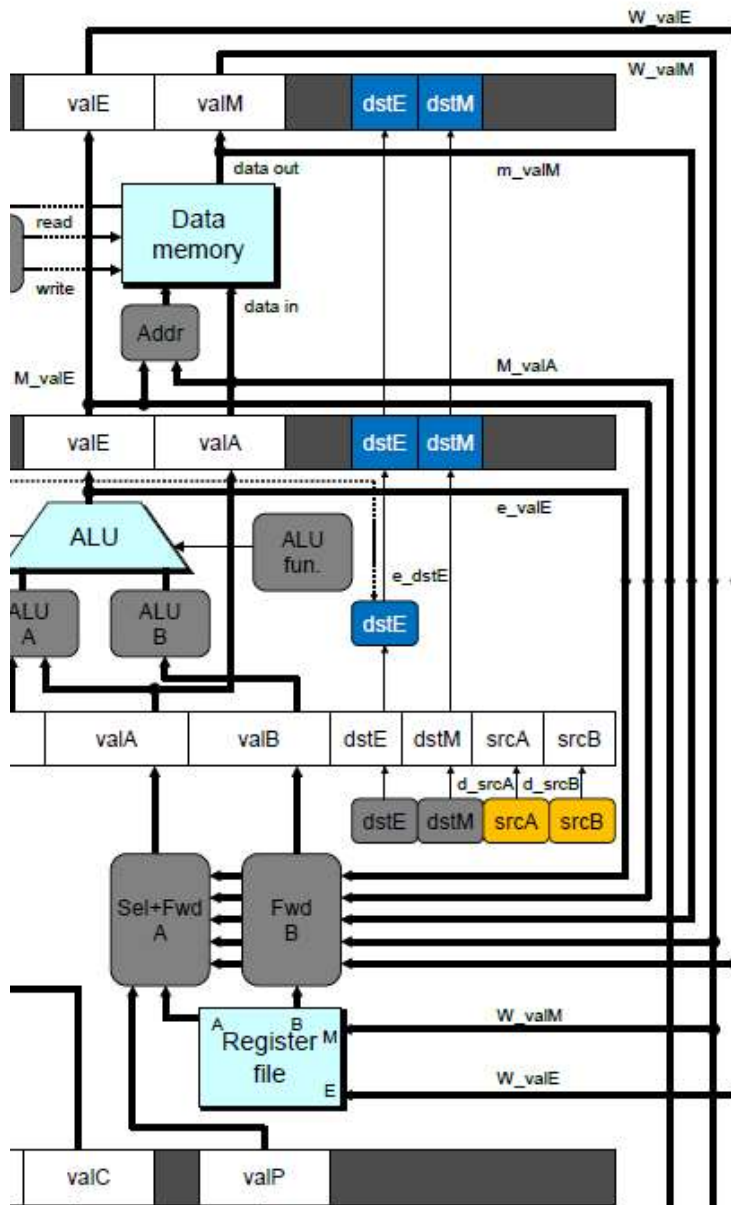 W_valE
W_valM
valE valM dstE dstM
data out m_valM
read
Data
memory
write
data in
Addr
M_valE M_valA
valE valA dstE dstM
e_valE
ALU
ALU
fun.
e_dstE
ALU
A
ALU
B
dstE
valA valB dstE dstM srcA srcB
d_srcA d_srcB
dstE dstM srcA srcB
Sel+Fwd
A
Fwd
B
W_valM
A B M
Register
file
E
W_valE
valC valP